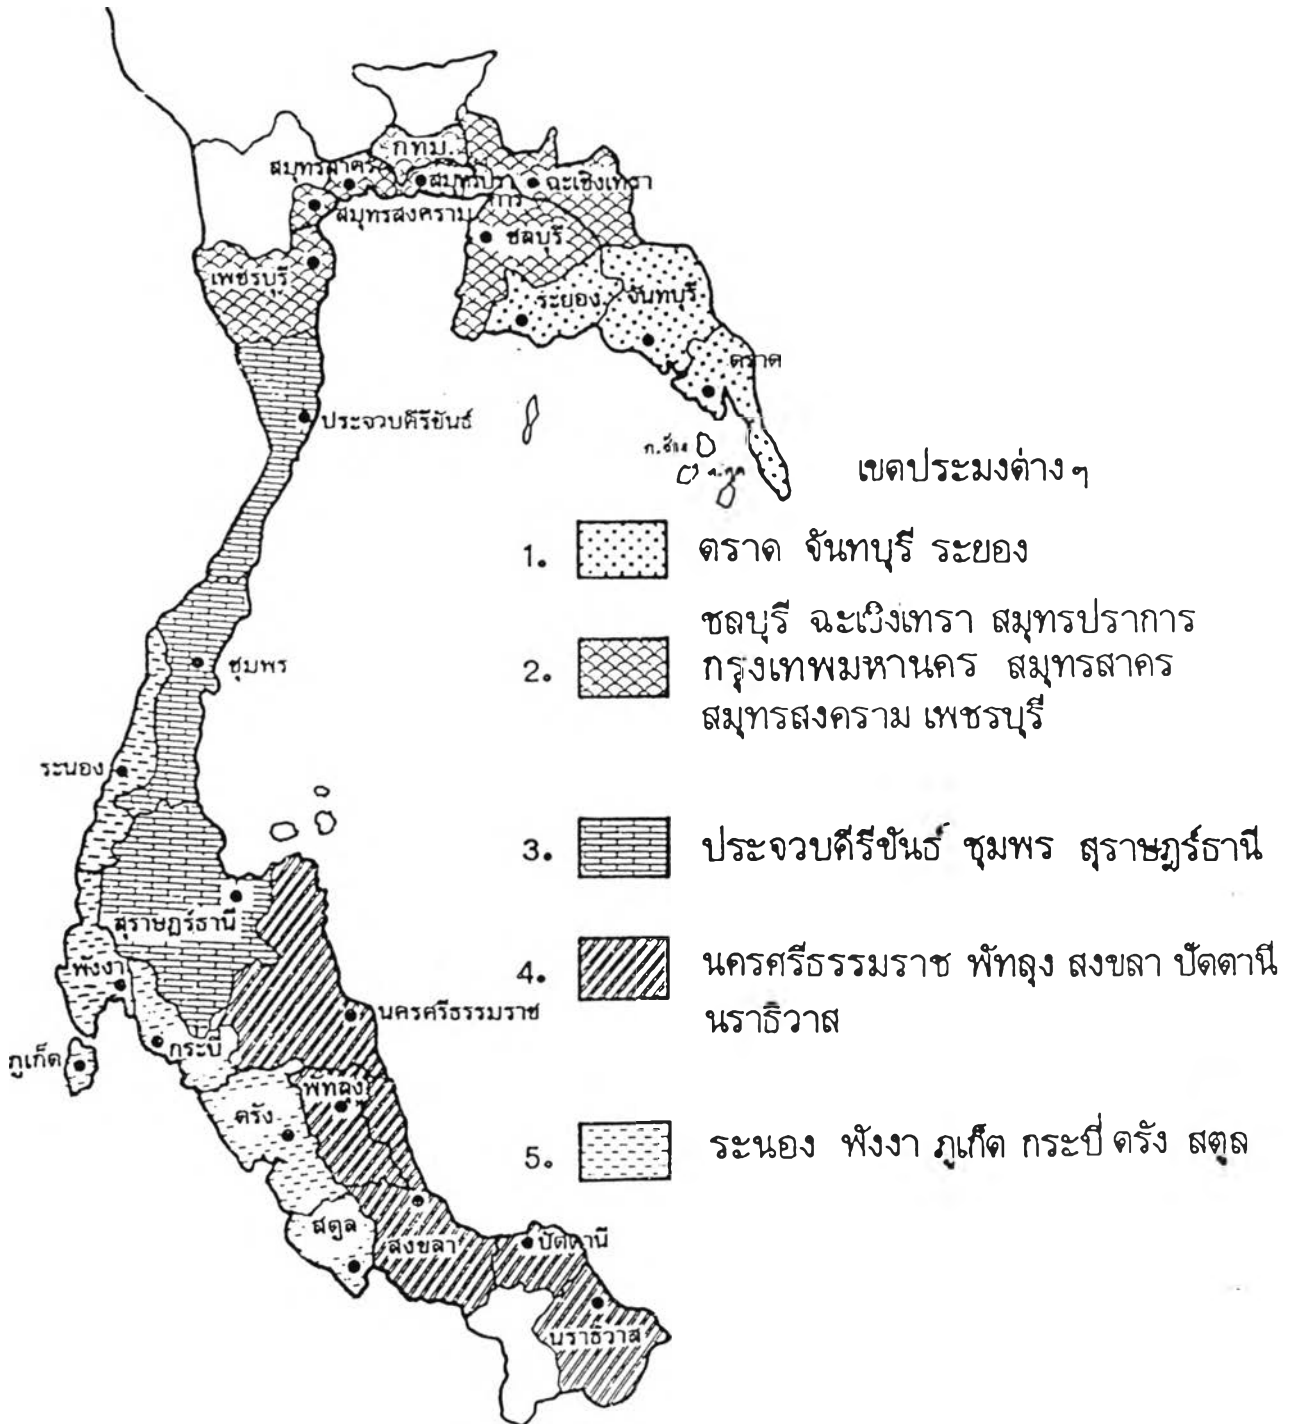 กทม.
สมุทรสาคร
สมุทรปรา
การ
ฉะเชิงเทรา
สมุทรสงคราม
ชลบุรี
เพชรบุรี
ระยอง
จันทบุรี
ตราด
ประจวบคีรีขันธ์
ก.ช้าง
เขตประมงต่างๆ
1. ตราด จันทบุรี ระยอง
ชลบุรี ฉะเชิงเทรา สมุทรปราการ
2. กรุงเทพมหานคร สมุทรสาคร
สมุทรสงคราม เพชรบุรี
ชุมพร
ระนอง
3. ประจวบคีรีขันธ์ ชุมพร สุราษฎร์ธานี
สุราษฎร์ธานี
พังงา
4. นครศรีธรรมราช พัทลุง สงขลา ปัตตานี
นราธิวาส
นครศรีธรรมราช
กระบี่
ภูเก็ต
พัทลุง
ตรัง
5. ระนอง พังงา ภูเก็ต กระบี่ ตรัง สตูล
สตูล
สงขลา
ปัตตานี
นราธิวาส